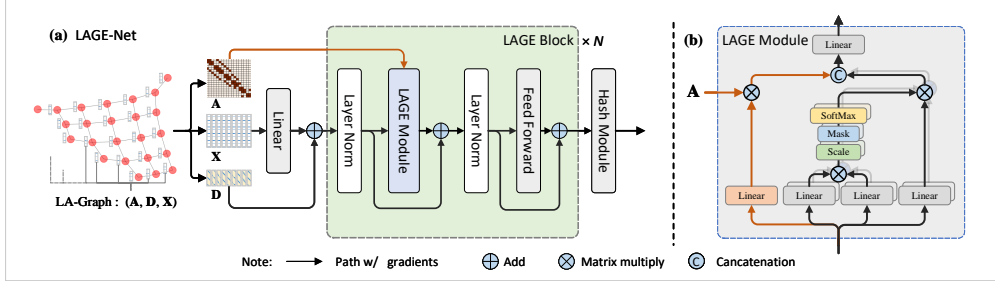 (a) LAGE-Net
LA-Graph : (A, D, X)
A
X
D
Linear
LAGE Block × N
Layer Norm
LAGE Module
Layer Norm
Feed Forward
Hash Module
(b) LAGE Module
Linear
C
A
SoftMax
Mask
Scale
Linear
Linear
Linear
Linear
Note: Path w/ gradients Add Matrix multiply C Cancatenation